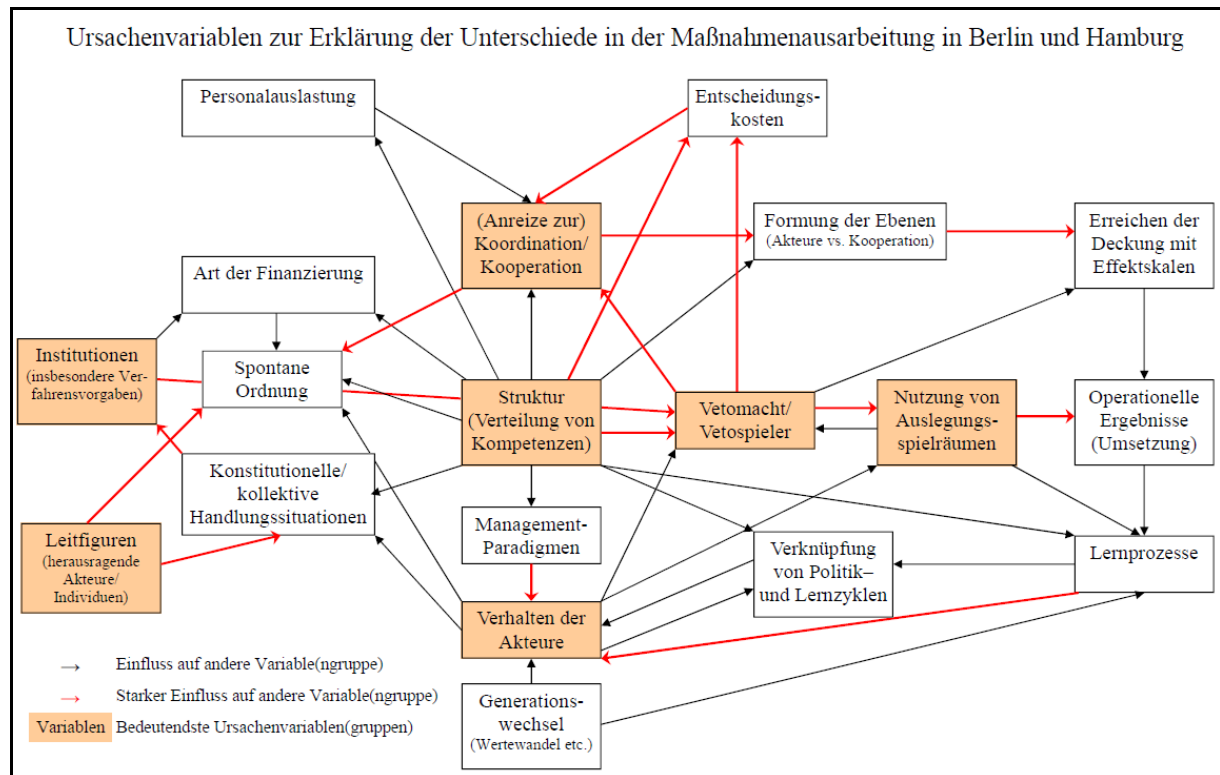 Ursachenvariablen zur Erklärung der Unterschiede in der Maßnahmenausarbeitung in Berlin und Hamburg
Personalauslastung
Entscheidungs-
kosten
(Anreize zur)
Koordination/
Kooperation
Formung der Ebenen
(Akteure vs. Kooperation)
Erreichen der
Deckung mit
Effektskalen
Art der Finanzierung
Institutionen
(insbesondere Ver-
fahrensvorgaben)
Spontane
Ordnung
Struktur
(Verteilung von
Kompetenzen)
Vetomacht/
Vetospieler
Nutzung von
Auslegungs-
spielräumen
Operationelle
Ergebnisse
(Umsetzung)
Konstitutionelle/
kollektive
Handlungssituationen
Management-
Paradigmen
Leitfiguren
(herausragende
Akteure/
Individuen)
Verknüpfung
von Politik–
und Lernzyklen
Lernprozesse
Verhalten der
Akteure
Generations-
wechsel
(Wertewandel etc.)
→ Einfluss auf andere Variable(ngruppe)
→ Starker Einfluss auf andere Variable(ngruppe)
Variablen Bedeutendste Ursachenvariablen(gruppen)